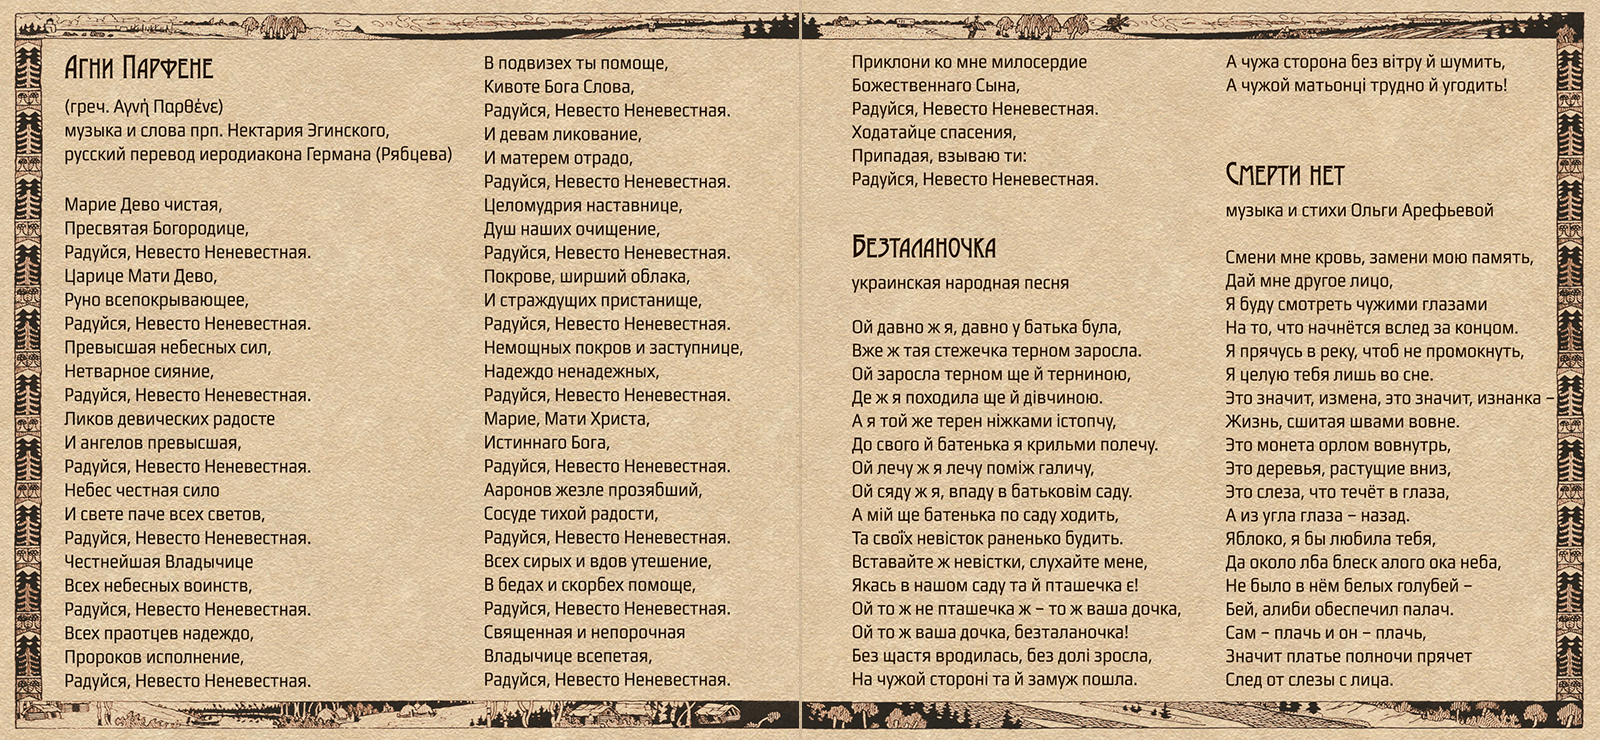 Агни Парфене
(греч. Αγνή Παρθένε)
музыка и слова прп. Нектария Эгинского,
русский перевод иеродиакона Германа (Рябцева)
Марие Дево чистая,
Пресвятая Богородице,
Радуйся, Невесто Неневестная.
Царице Мати Дево,
Руно всепокрывающее,
Радуйся, Невесто Неневестная.
Превысшая небесных сил,
Нетварное сияние,
Радуйся, Невесто Неневестная.
Ликов девических радосте
И ангелов превысшая,
Радуйся, Невесто Неневестная.
Небес честная сило
И свете паче всех светов,
Радуйся, Невесто Неневестная.
Честнейшая Владычице
Всех небесных воинств,
Радуйся, Невесто Неневестная.
Всех праотцев надеждо,
Пророков исполнение,
Радуйся, Невесто Неневестная.
В подвизех ты помоще,
Кивоте Бога Слова,
Радуйся, Невесто Неневестная.
И девам ликование,
И матерем отрадо,
Радуйся, Невесто Неневестная.
Целомудрия наставнице,
Душ наших очищение,
Радуйся, Невесто Неневестная.
Покрове, ширший облака,
И страждущих пристанище,
Радуйся, Невесто Неневестная.
Немощных покров и заступнице,
Надеждо ненадежных,
Радуйся, Невесто Неневестная.
Марие, Мати Христа,
Истиннаго Бога,
Радуйся, Невесто Неневестная.
Ааронов жезле прозябший,
Сосуде тихой радости,
Радуйся, Невесто Неневестная.
Всех сирых и вдов утешение,
В бедах и скорбех помоще,
Радуйся, Невесто Неневестная.
Священная и непорочная
Владычице всепетая,
Радуйся, Невесто Неневестная.
Приклони ко мне милосердие
Божественнаго Сына,
Радуйся, Невесто Неневестная.
Ходатайце спасения,
Припадая, взываю ти:
Радуйся, Невесто Неневестная.
Безталаночка
украинская народная песня
Ой давно ж я, давно у батька була,
Вже ж тая стежечка терном заросла.
Ой заросла терном ще й терниною,
Де ж я походила ще й дівчиною.
А я той же терен ніжками істопчу,
До свого й батенька я крильми полечу.
Ой лечу ж я лечу поміж галичу,
Ой сяду ж я, впаду в батьковім саду.
А мій ще батенька по саду ходить,
Та своїх невісток раненько будить.
Вставайте ж невістки, слухайте мене,
Якась в нашом саду та й пташечка є!
Ой то ж не пташечка ж – то ж ваша дочка,
Ой то ж ваша дочка, безталаночка!
Без щастя вродилась, без долі зросла,
На чужой стороні та й замуж пошла.
А чужа сторона без вітру й шумить,
А чужой матьонці трудно й угодить!
Смерти нет
музыка и стихи Ольги Арефьевой
Смени мне кровь, замени мою память,
Дай мне другое лицо,
Я буду смотреть чужими глазами
На то, что начнётся вслед за концом.
Я прячусь в реку, чтоб не промокнуть,
Я целую тебя лишь во сне.
Это значит, измена, это значит, изнанка –
Жизнь, сшитая швами вовне.
Это монета орлом вовнутрь,
Это деревья, растущие вниз,
Это слеза, что течёт в глаза,
А из угла глаза – назад.
Яблоко, я бы любила тебя,
Да около лба блеск алого ока неба,
Не было в нём белых голубей –
Бей, алиби обеспечил палач.
Сам – плачь и он – плачь,
Значит платье полночи прячет
След от слезы с лица.